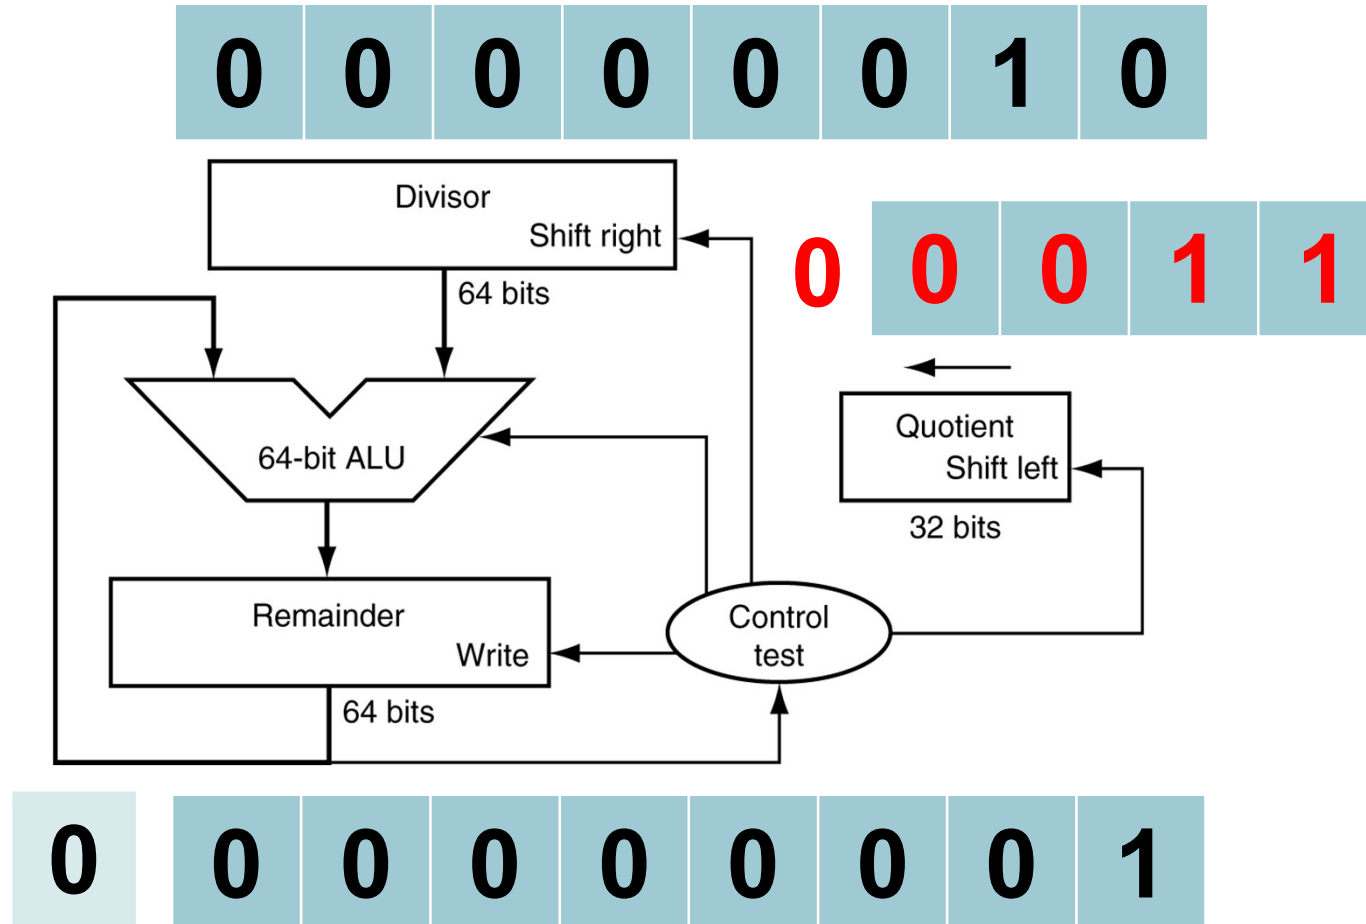 0 0 0 0 0 0 1 0
Divisor
Shift right
0 0 0 1 1
64 bits
Quotient
64-bit ALU
Shift left
32 bits
Remainder
Control
Write
test
64 bits
0 0 0 0 0 0 0 0 1